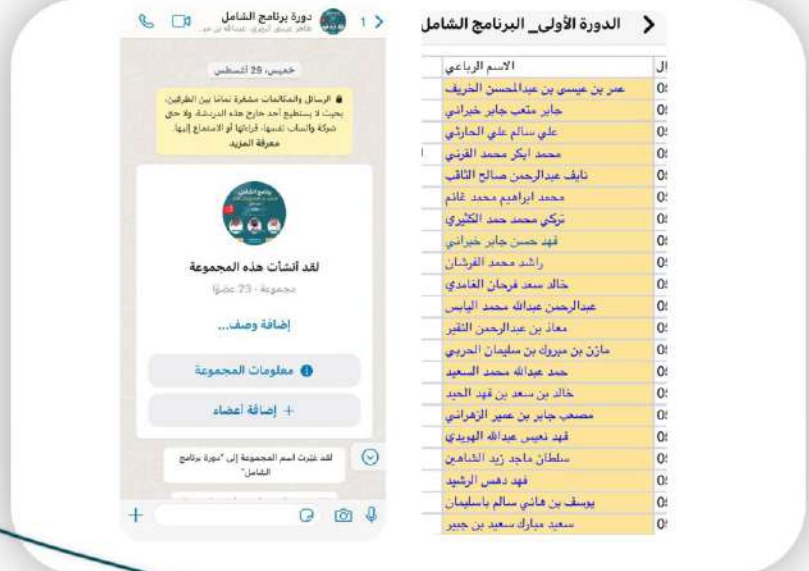 دورة برنامج الشامل
1
خميس، 29 أغسطس
الرسائل والمكالمات مشفرة تمامًا بين الطرفين،
بحيث لا يستطيع أحد خارج هذه الدردشة، ولا حتى
شركة واتساب نفسها، قراءتها أو الاستماع إليها.
معرفة المزيد
لقد أنشأت هذه المجموعة
مجموعة - 23 عضوًا
إضافة وصف...
معلومات المجموعة
+ إضافة أعضاء
لقد غيّرت اسم المجموعة إلى "دورة برنامج
الشامل"
الدورة الأولى_ البرنامج الشامل
الاسم الرباعي
عمر بن عيسى بن عبدالمحسن الخريف
جابر متعب جابر خيراني
علي سالم علي الحارثي
محمد ابكر محمد القرني
نايف عبدالرحمن صالح الثاقب
محمد ابراهيم محمد غانم
تركي محمد حمد الكثيري
فهد حسن جابر خيراني
راشد محمد القرشان
خالد سعد فرحان الغامدي
عبدالرحمن عبدالله محمد اليابس
معاذ بن عبدالرحمن النقير
مازن بن مبروك بن سليمان الحربي
حمد عبدالله محمد السعيد
خالد بن سعد بن فهد الحيد
مصعب جابر بن عمير الزهراني
فهد نعيس عبدالله الهويدي
سلطان ماجد زيد الشاهين
فهد دهس الرشيد
يوسف بن هاني سالم باسليمان
سعيد مبارك سعيد بن جبير